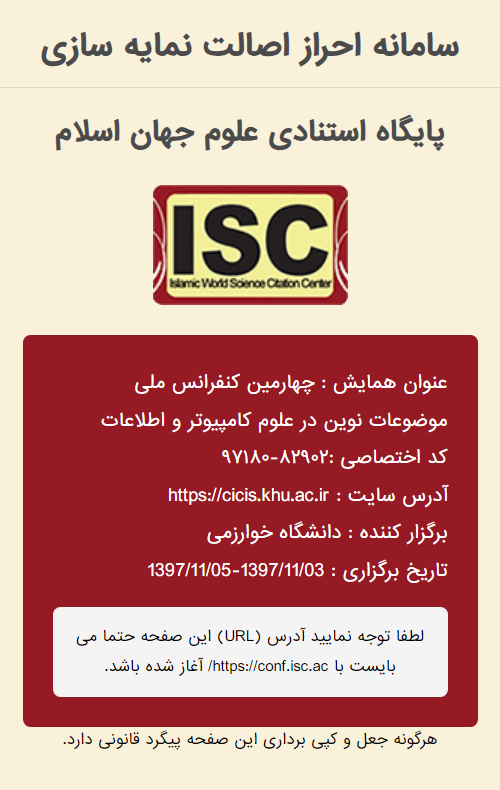 سامانه احراز اصالت نمایه سازی
پایگاه استنادی علوم جهان اسلام
ISC
Islamic World Science Citation Center
عنوان همایش : چهارمین کنفرانس ملی
موضوعات نوین در علوم کامپیوتر و اطلاعات
کد اختصاصی :۸۲۹۰۲-۹۷۱۸۰
آدرس سایت : https://cicis.khu.ac.ir
برگزار کننده : دانشگاه خوارزمی
تاریخ برگزاری : 1397/11/03-1397/11/05
لطفا توجه نمایید آدرس (URL) این صفحه حتما می
بایست با https://conf.isc.ac/ آغاز شده باشد.
هرگونه جعل و کپی برداری این صفحه پیگرد قانونی دارد.